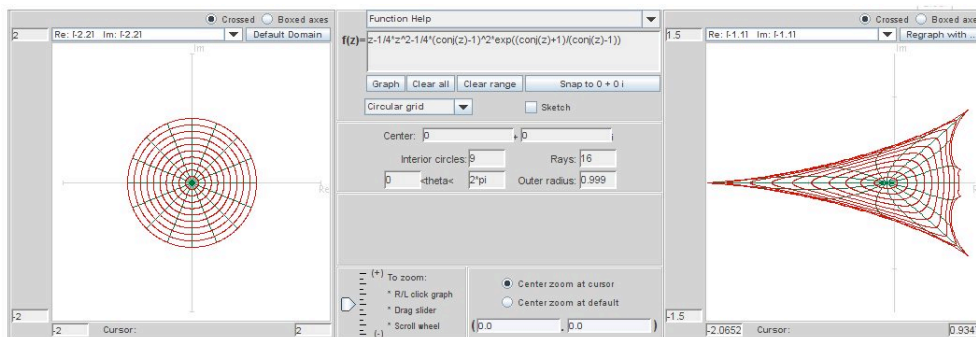 Crossed Boxed axes
2 Re: [-2.2] Im: [-2.2] Default Domain
Im
Re
-2
-2 Cursor: 2
Function Help
f(z)= z-1/4*z^2-1/4*(conj(z)-1)^2*exp((conj(z)+1)/(conj(z)-1))
Graph Clear all Clear range Snap to 0 + 0 i
Circular grid Sketch
Center: 0 + 0 i
Interior circles: 9 Rays: 16
0 <theta< 2*pi Outer radius: 0.999
(+) To zoom:
* R/L click graph
* Drag slider
* Scroll wheel
(-)
Center zoom at cursor
Center zoom at default
( 0.0 , 0.0 )
Crossed Boxed axes
1.5 Re: [-1.1] Im: [-1.1] Regraph with ...
Im
-1.5
-2.0652 Cursor: 0.934